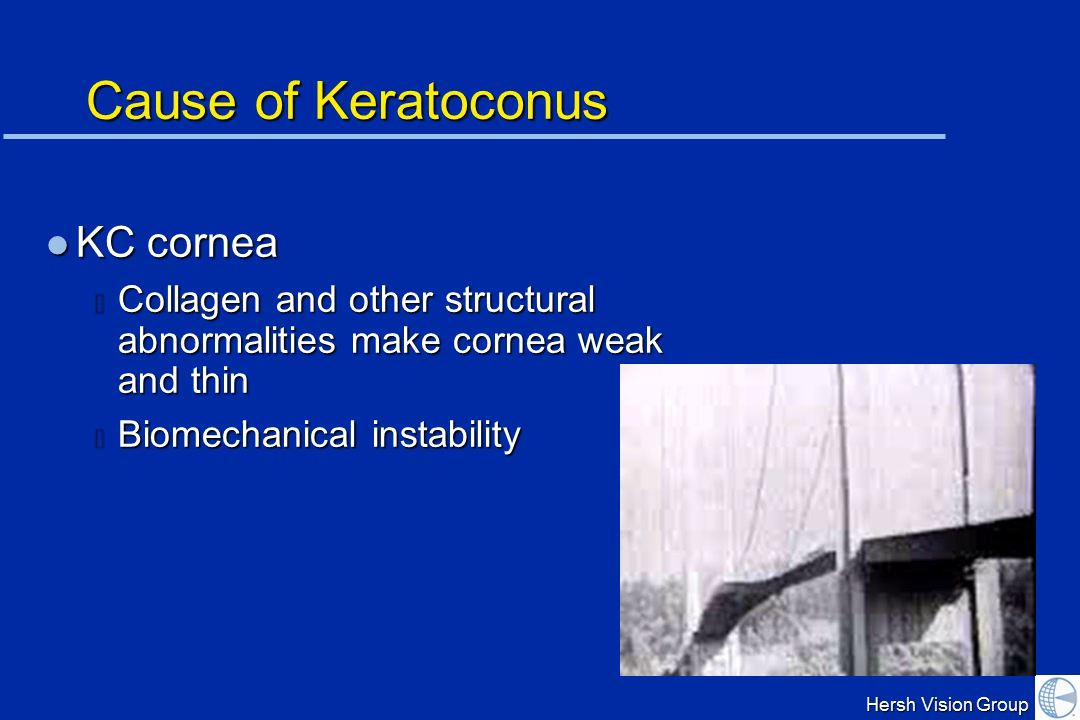 Cause of Keratoconus
KC cornea
Collagen and other structural
abnormalities make cornea weak
and thin
Biomechanical instability
Hersh Vision Group